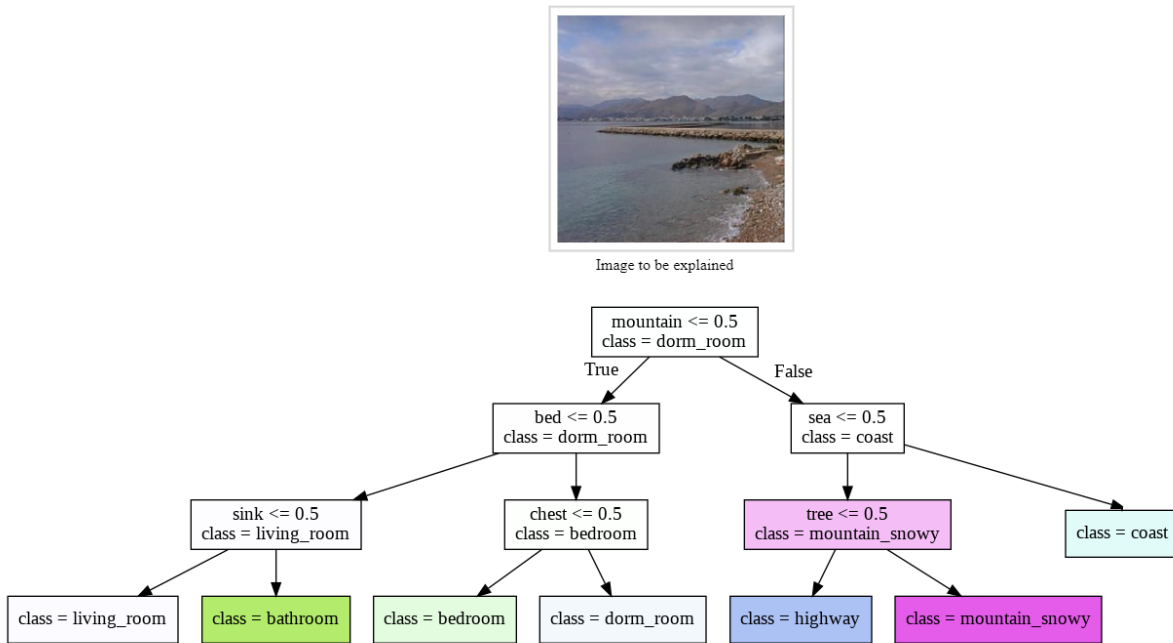 Image to be explained
mountain <= 0.5
class = dorm_room
True
False
bed <= 0.5
class = dorm_room
sea <= 0.5
class = coast
sink <= 0.5
class = living_room
chest <= 0.5
class = bedroom
tree <= 0.5
class = mountain_snowy
class = coast
class = living_room
class = bathroom
class = bedroom
class = dorm_room
class = highway
class = mountain_snowy